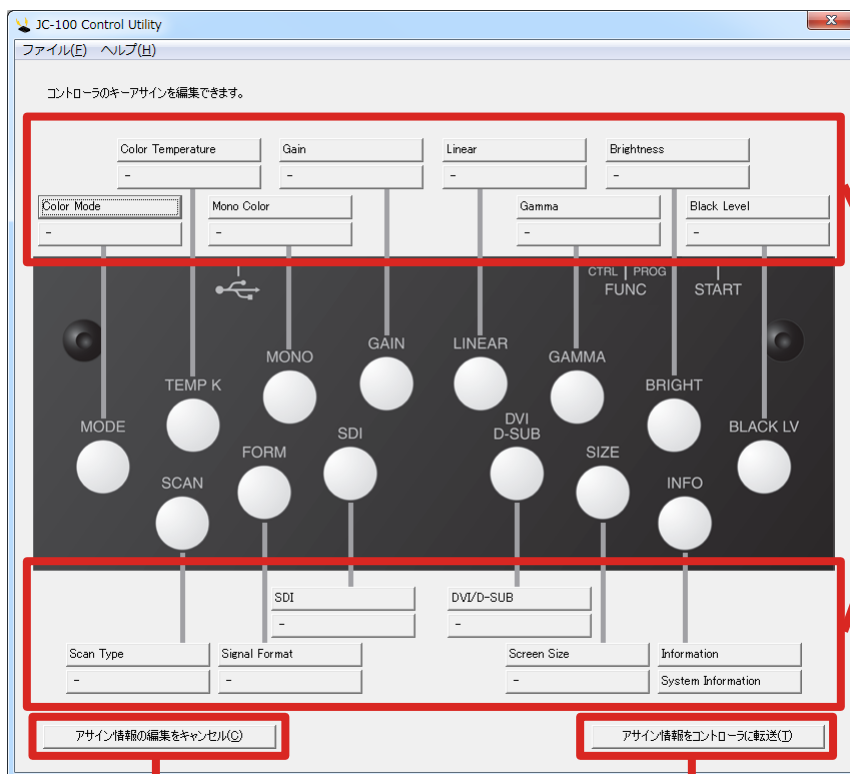 JC-100 Control Utility
ファイル(F) ヘルプ(H)
コントローラのキーアサインを編集できます。
Color Temperature Gain Linear Brightness
- - - -
Color Mode Mono Color Gamma Black Level
- - - -
CTRL PROG
FUNC START
GAIN LINEAR
MONO GAMMA
TEMP K BRIGHT
MODE SDI DVI D-SUB BLACK LV
FORM SIZE
SCAN INFO
SDI DVI/D-SUB
- -
Scan Type Signal Format Screen Size Information
- - - System Information
アサイン情報の編集をキャンセル(C) アサイン情報をコントローラに転送(T)